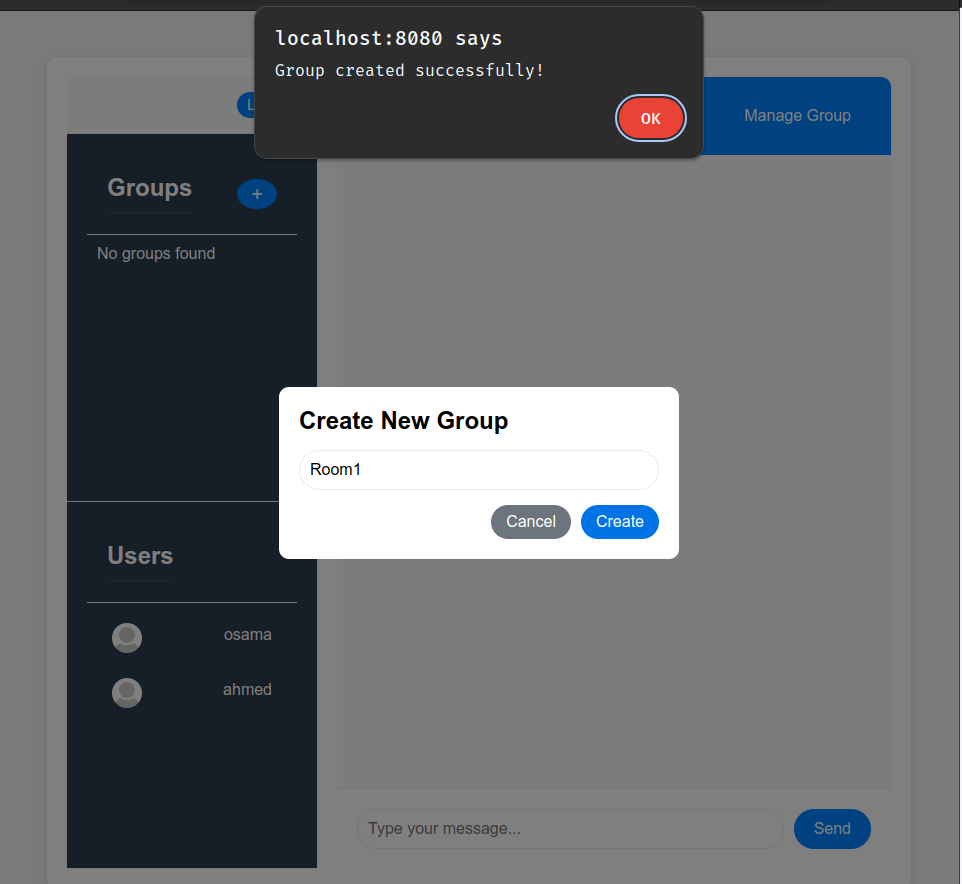 localhost:8080 says
Group created successfully!
OK
Manage Group
Groups
+
No groups found
Create New Group
Room1
Cancel
Create
Users
osama
ahmed
Type your message...
Send